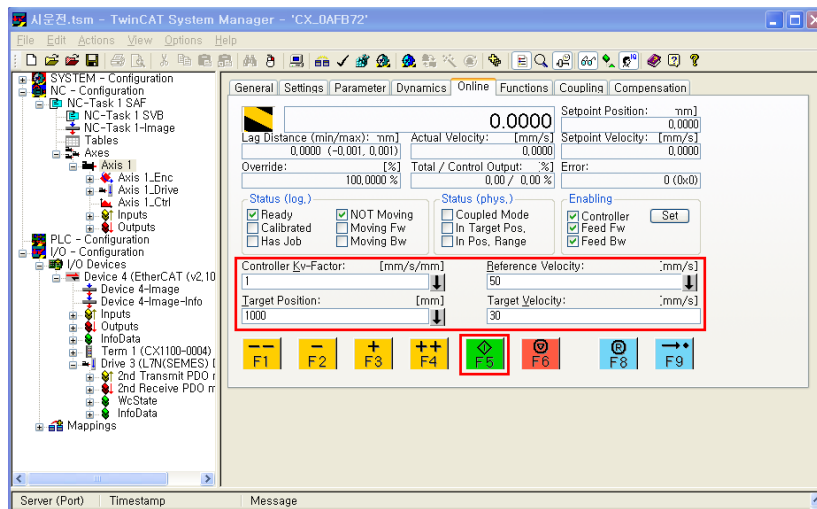 시운전.tsm - TwinCAT System Manager - 'CX_0AFB72'
File Edit Actions View Options Help
SYSTEM - Configuration
NC - Configuration
NC-Task 1 SAF
NC-Task 1 SVB
NC-Task 1-Image
Tables
Axes
Axis 1
Axis 1_Enc
Axis 1_Drive
Axis 1_Ctrl
Inputs
Outputs
PLC - Configuration
I/O - Configuration
I/O Devices
Device 4 (EtherCAT (v2,10
Device 4-Image
Device 4-Image-Info
Inputs
Outputs
InfoData
Term 1 (CX1100-0004)
Drive 3 (L7N(SEMES) [
2nd Transmit PDO r
2nd Receive PDO m
WcState
InfoData
Mappings
General Settings Parameter Dynamics Online Functions Coupling Compensation
0.0000
Setpoint Position: mm]
0,0000
Lag Distance (min/max): mm] Actual Velocity: [mm/s] Setpoint Velocity: [mm/s]
0,0000 (-0,001, 0,001) 0,0000 0,0000
Override: [%] Total / Control Output: [%] Error:
100,0000 % 0,00 / 0,00 % 0 (0x0)
Status (log,) Status (phys,) Enabling
Ready NOT Moving Coupled Mode Controller Set
Calibrated Moving Fw In Target Pos, Feed Fw
Has Job Moving Bw In Pos, Range Feed Bw
Controller Kv-Factor: [mm/s/mm] Reference Velocity: [mm/s]
1 50
Target Position: [mm] Target Velocity: [mm/s]
1000 30
-- - + ++ R
F1 F2 F3 F4 F5 F6 F8 F9
Server (Port) Timestamp Message